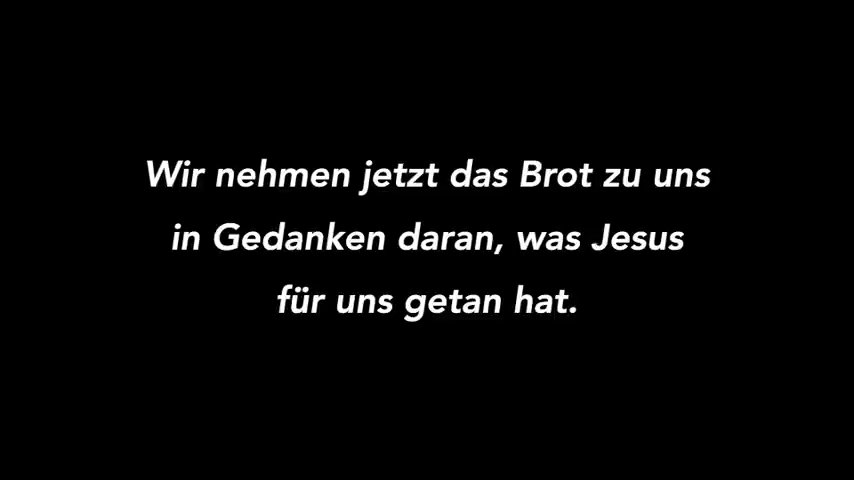 Wir nehmen jetzt das Brot zu uns
in Gedanken daran, was Jesus
für uns getan hat.